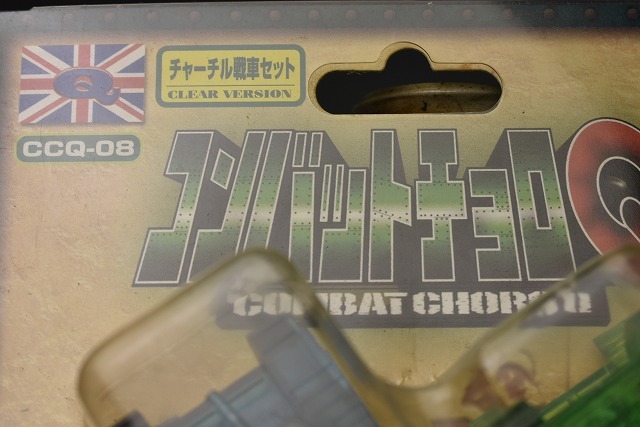 Q
チャーチル戦車セット
CLEAR VERSION
CCQ-08
コンバットチョロQ
COMBAT CHORO Q